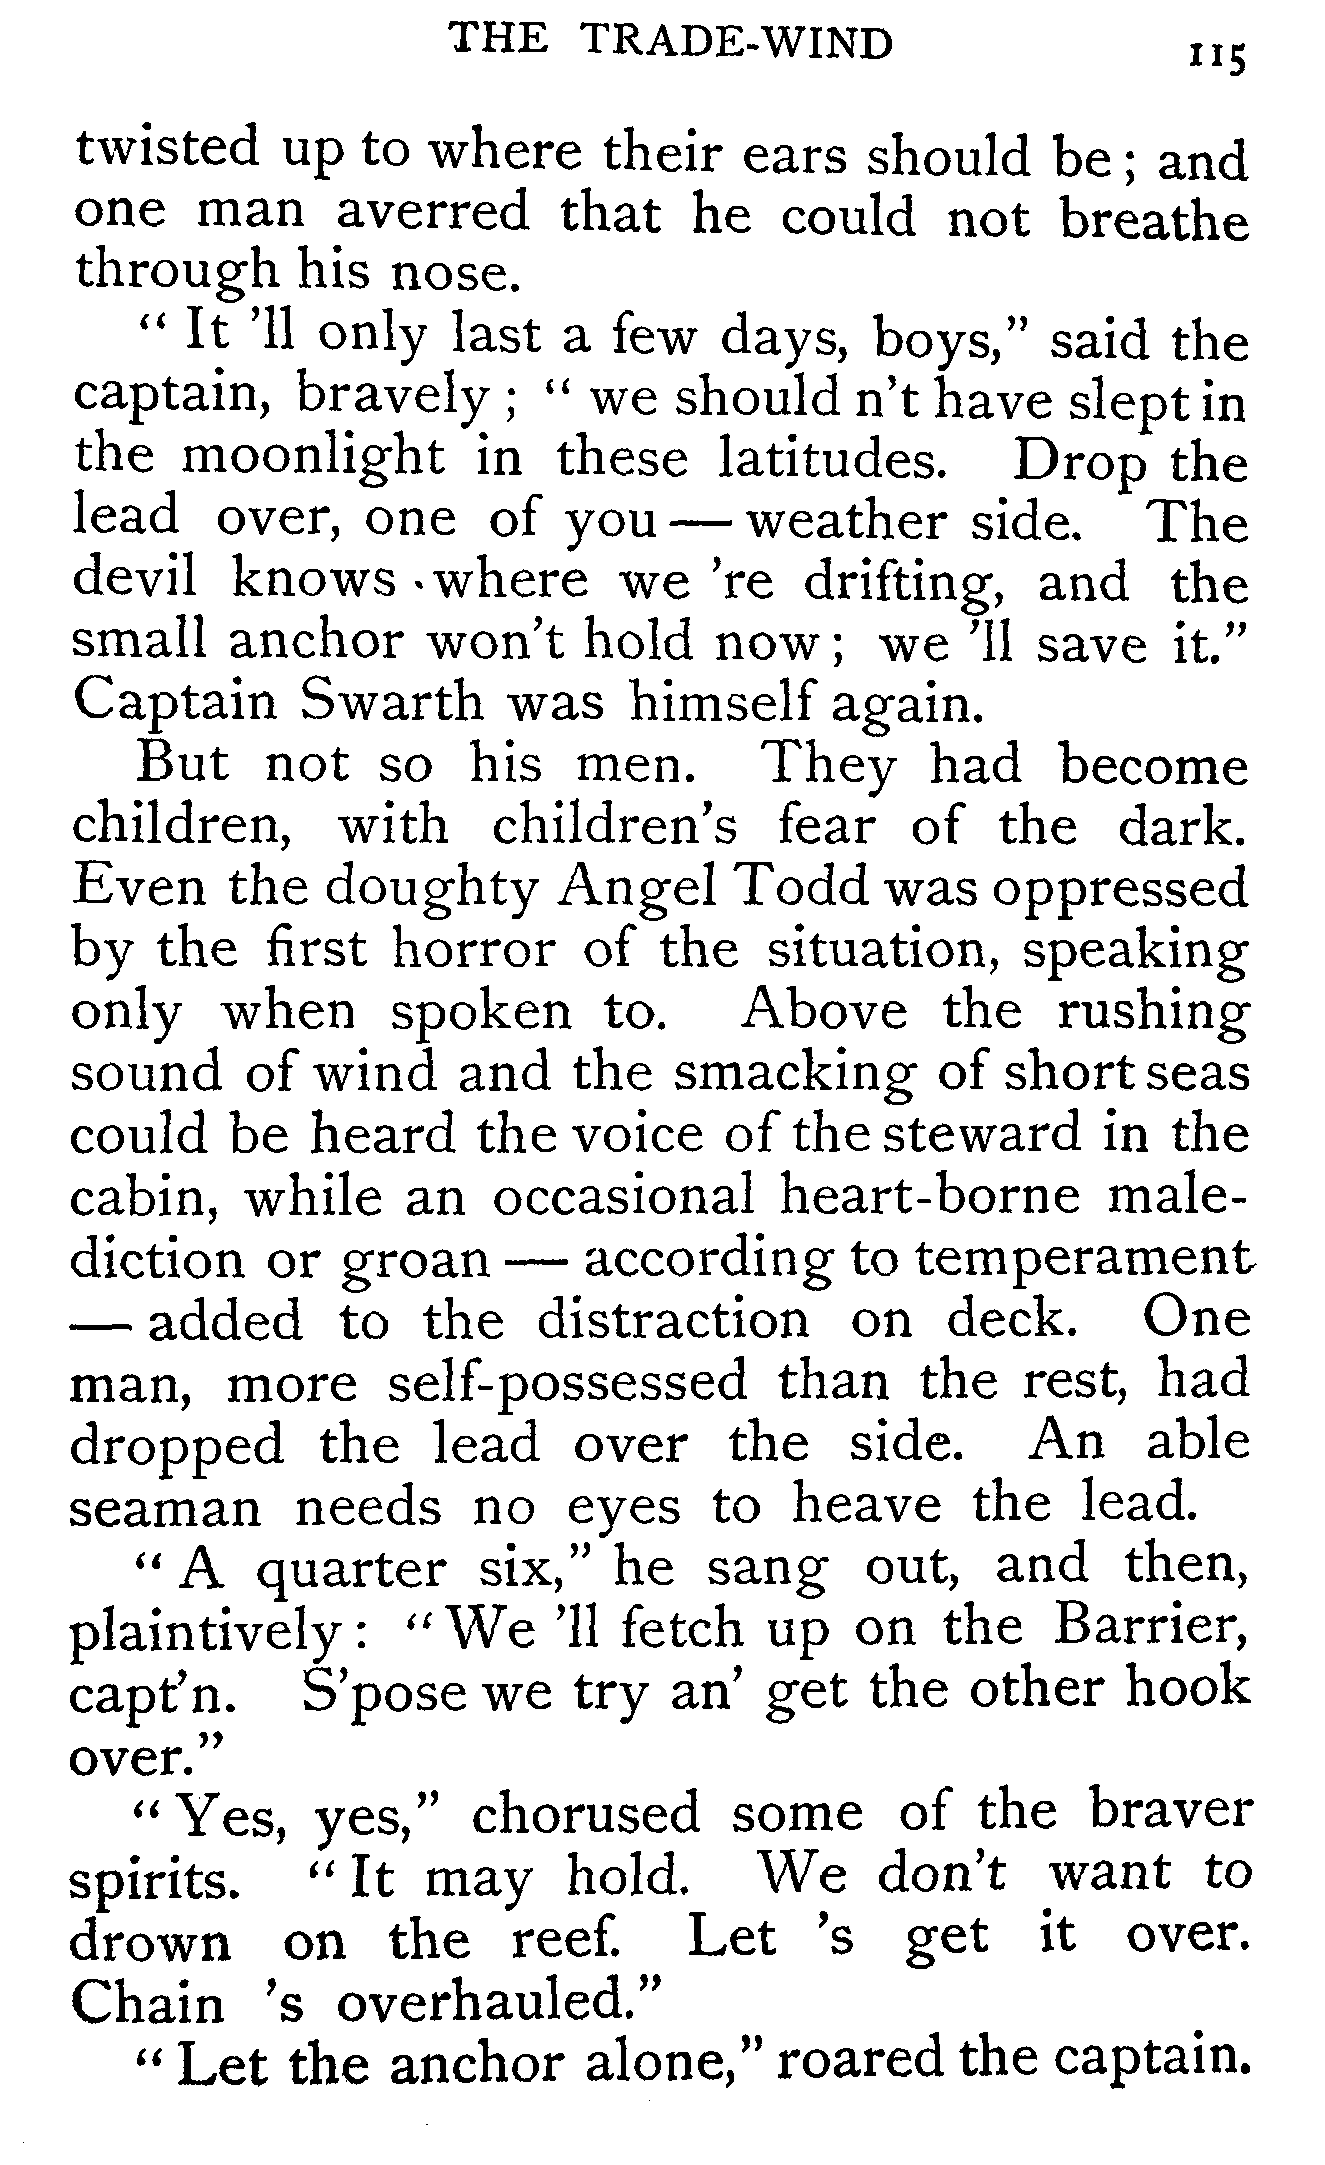 THE TRADE-WIND 115
twisted up to where their ears should be; and
one man averred that he could not breathe
through his nose.
"It 'll only last a few days, boys," said the
captain, bravely; "we should n't have slept in
the moonlight in these latitudes. Drop the
lead over, one of you — weather side. The
devil knows where we 're drifting, and the
small anchor won't hold now; we 'll save it."
Captain Swarth was himself again.
But not so his men. They had become
children, with children's fear of the dark.
Even the doughty Angel Todd was oppressed
by the first horror of the situation, speaking
only when spoken to. Above the rushing
sound of wind and the smacking of short seas
could be heard the voice of the steward in the
cabin, while an occasional heart-borne male-
diction or groan — according to temperament
— added to the distraction on deck. One
man, more self-possessed than the rest, had
dropped the lead over the side. An able
seaman needs no eyes to heave the lead.
"A quarter six," he sang out, and then,
plaintively: "We 'll fetch up on the Barrier,
capt'n. S'pose we try an' get the other hook
over."
"Yes, yes," chorused some of the braver
spirits. "It may hold. We don't want to
drown on the reef. Let 's get it over.
Chain 's overhauled."
"Let the anchor alone," roared the captain.